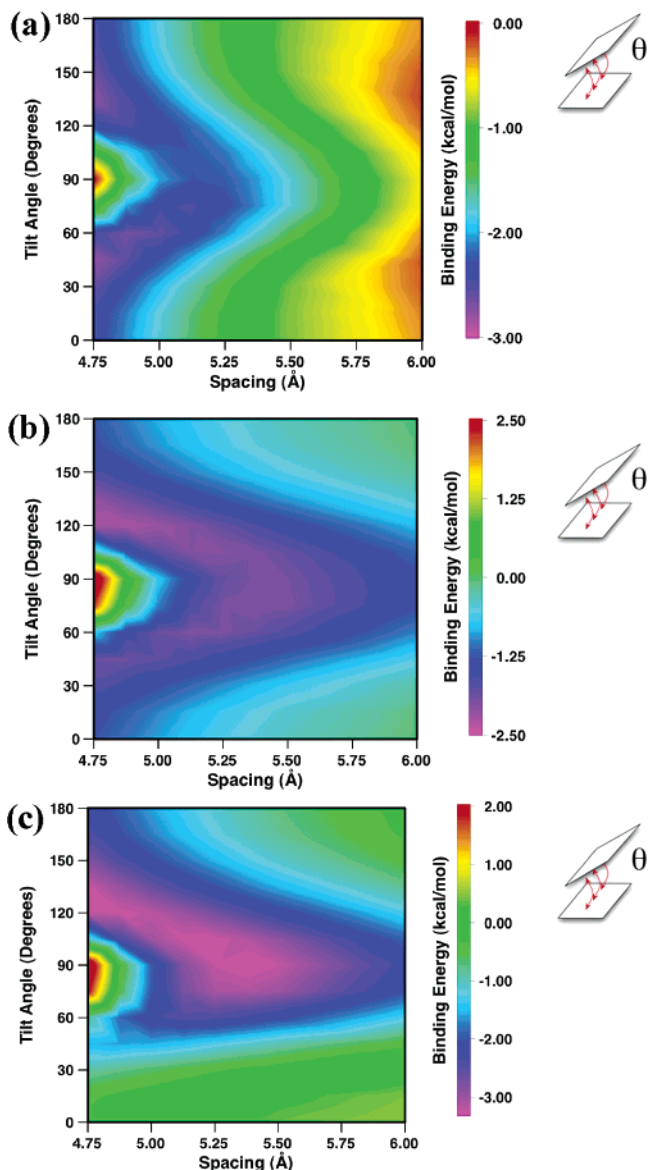 (a)
180
150
120
90
60
30
0
Tilt Angle (Degrees)
4.75 5.00 5.25 5.50 5.75 6.00
Spacing (Å)
Binding Energy (kcal/mol)
0.00
-1.00
-2.00
-3.00
θ
(b)
180
150
120
90
60
30
0
Tilt Angle (Degrees)
4.75 5.00 5.25 5.50 5.75 6.00
Spacing (Å)
Binding Energy (kcal/mol)
2.50
1.25
0.00
-1.25
-2.50
θ
(c)
180
150
120
90
60
30
0
Tilt Angle (Degrees)
4.75 5.00 5.25 5.50 5.75 6.00
Spacing (Å)
Binding Energy (kcal/mol)
2.00
1.00
0.00
-1.00
-2.00
-3.00
θ